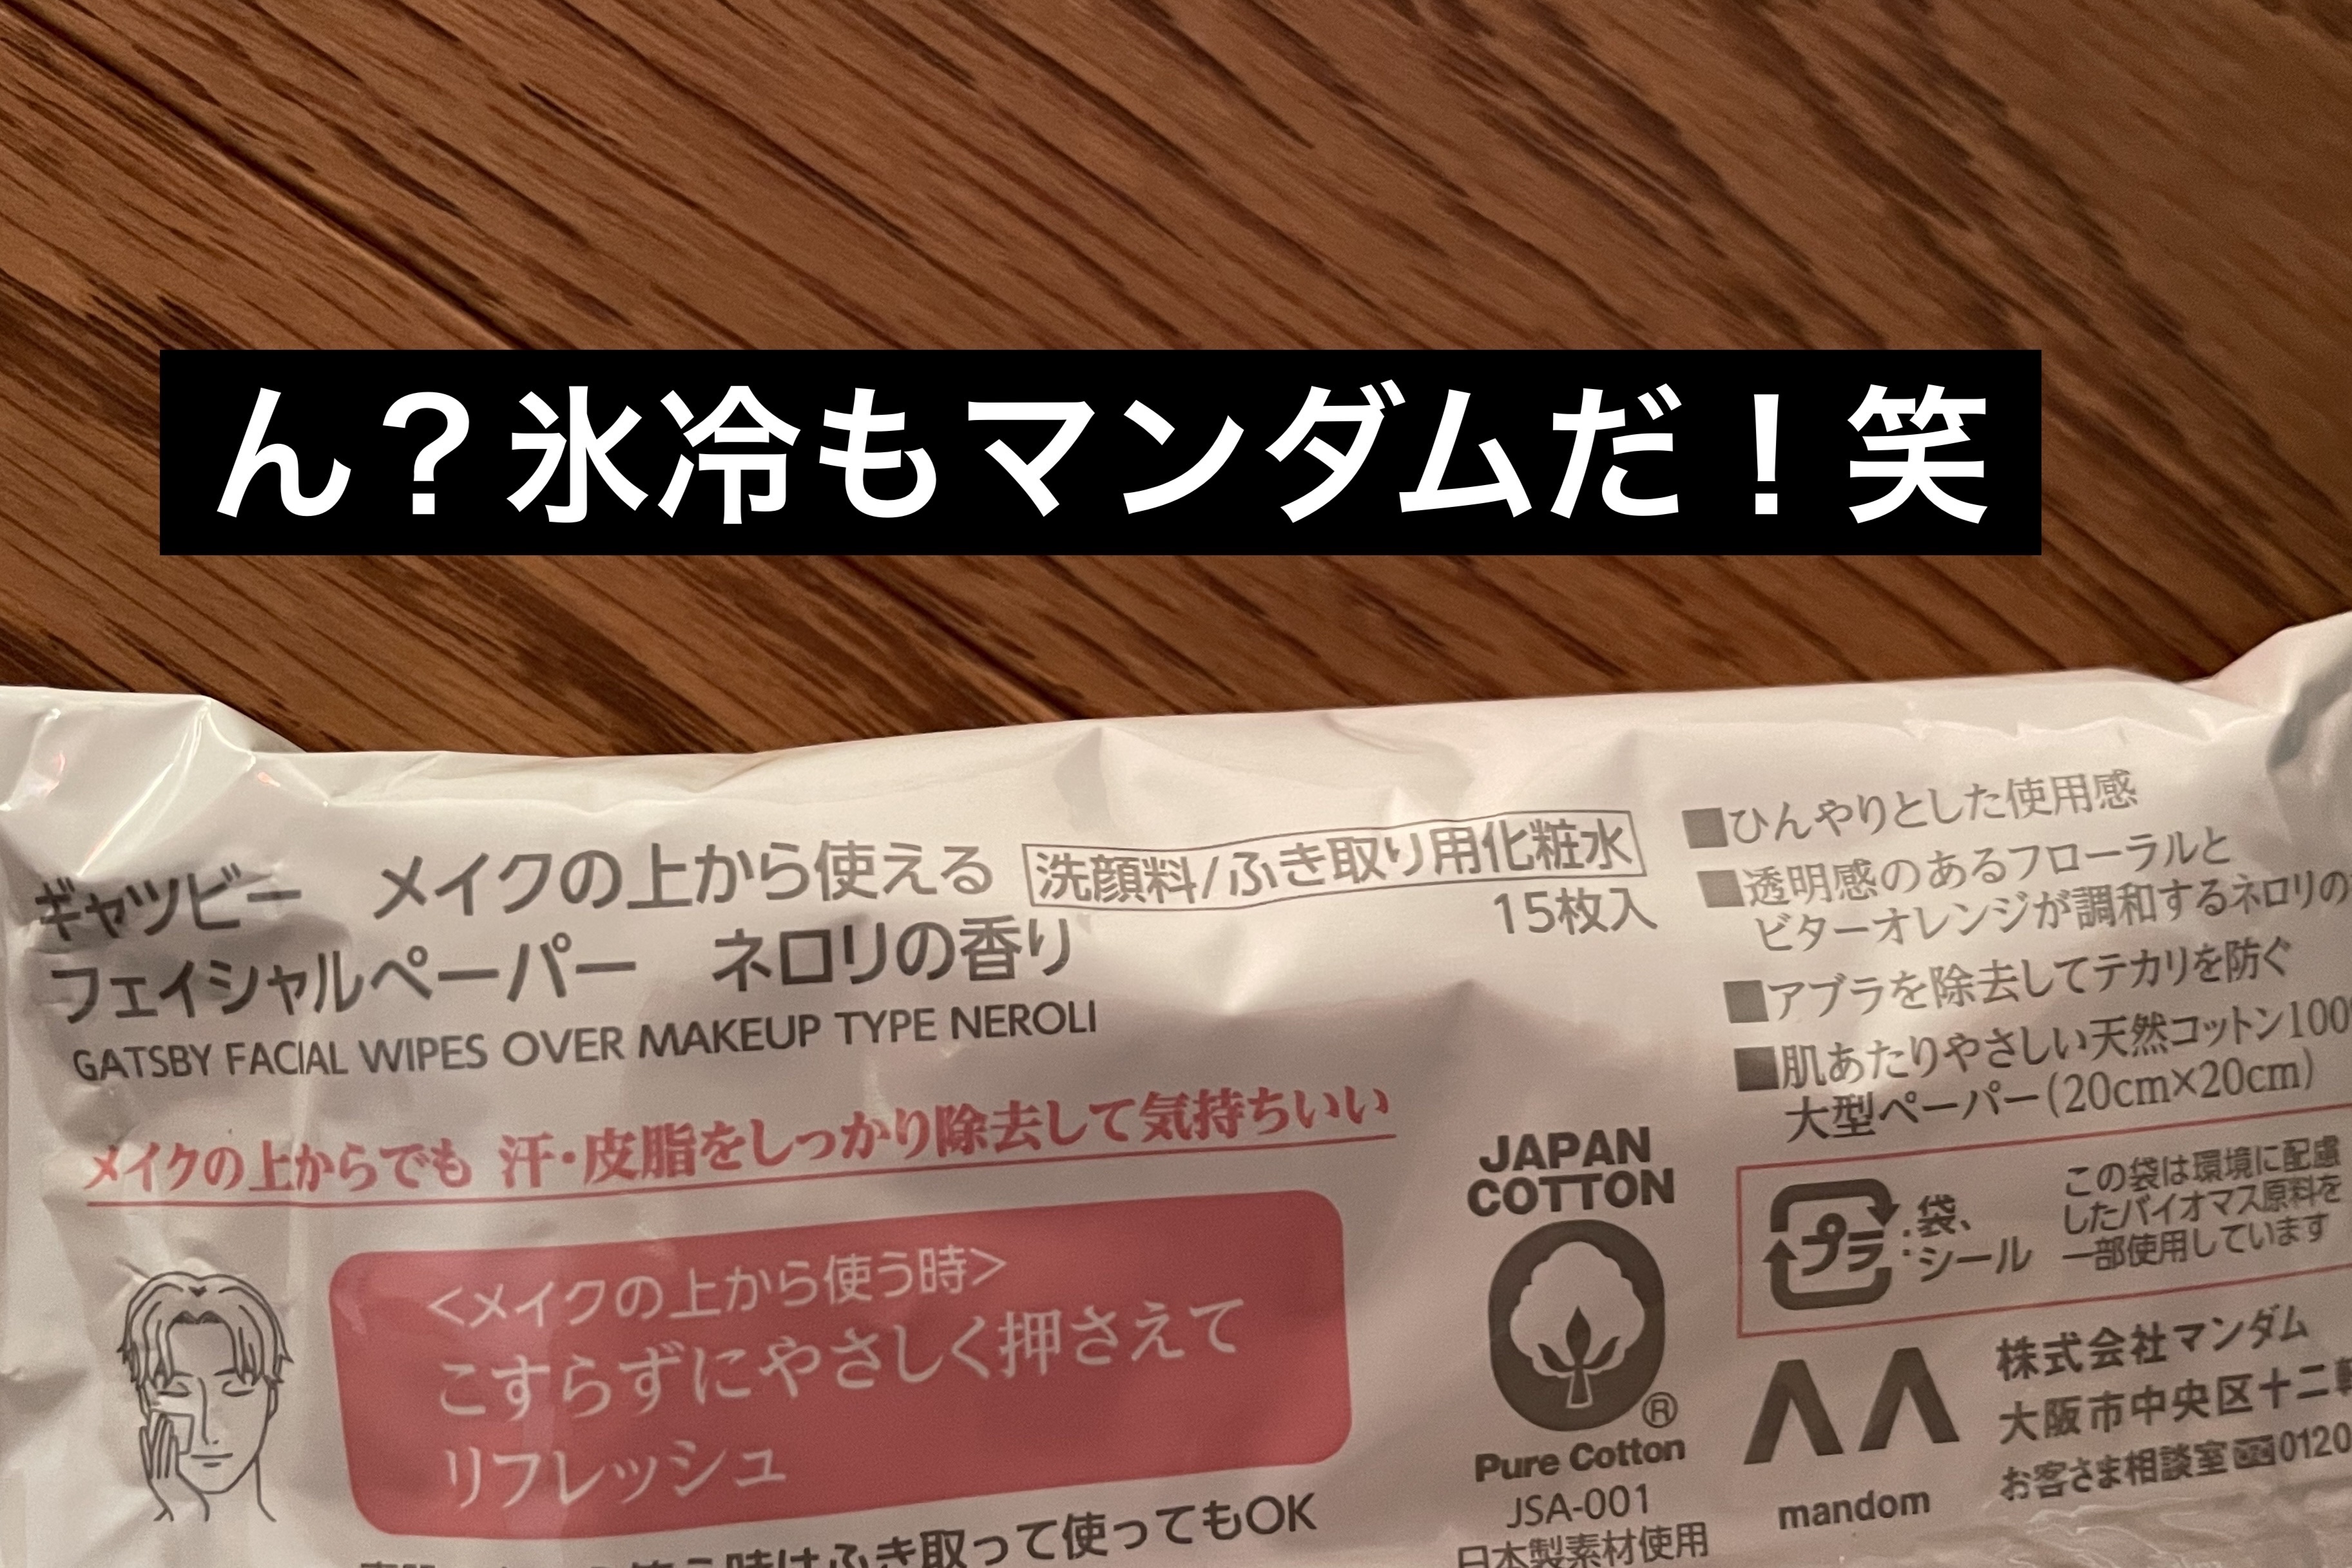 ん?氷冷もマンダムだ!笑
ギャツビー メイクの上から使える
フェイシャルペーパー ネロリの香り
洗顔料/ふき取り用化粧水
15枚入
GATSBY FACIAL WIPES OVER MAKEUP TYPE NEROLI
メイクの上からでも 汗・皮脂をしっかり除去して気持ちいい
<メイクの上から使う時>
こすらずにやさしく押さえて
リフレッシュ
時はふき取って使ってもOK
JAPAN
COTTON
®
Pure Cotton
JSA-001
日本製素材使用
■ひんやりとした使用感
■透明感のあるフローラルと
ビターオレンジが調和するネロリの
■アブラを除去してテカリを防ぐ
■肌あたりやさしい天然コットン100
大型ペーパー(20cm×20cm)
プラ
:袋、
:シール
この袋は環境に配慮
したバイオマス原料を
一部使用しています
mandom
株式会社マンダム
大阪市中央区十二
お客さま相談室 0120